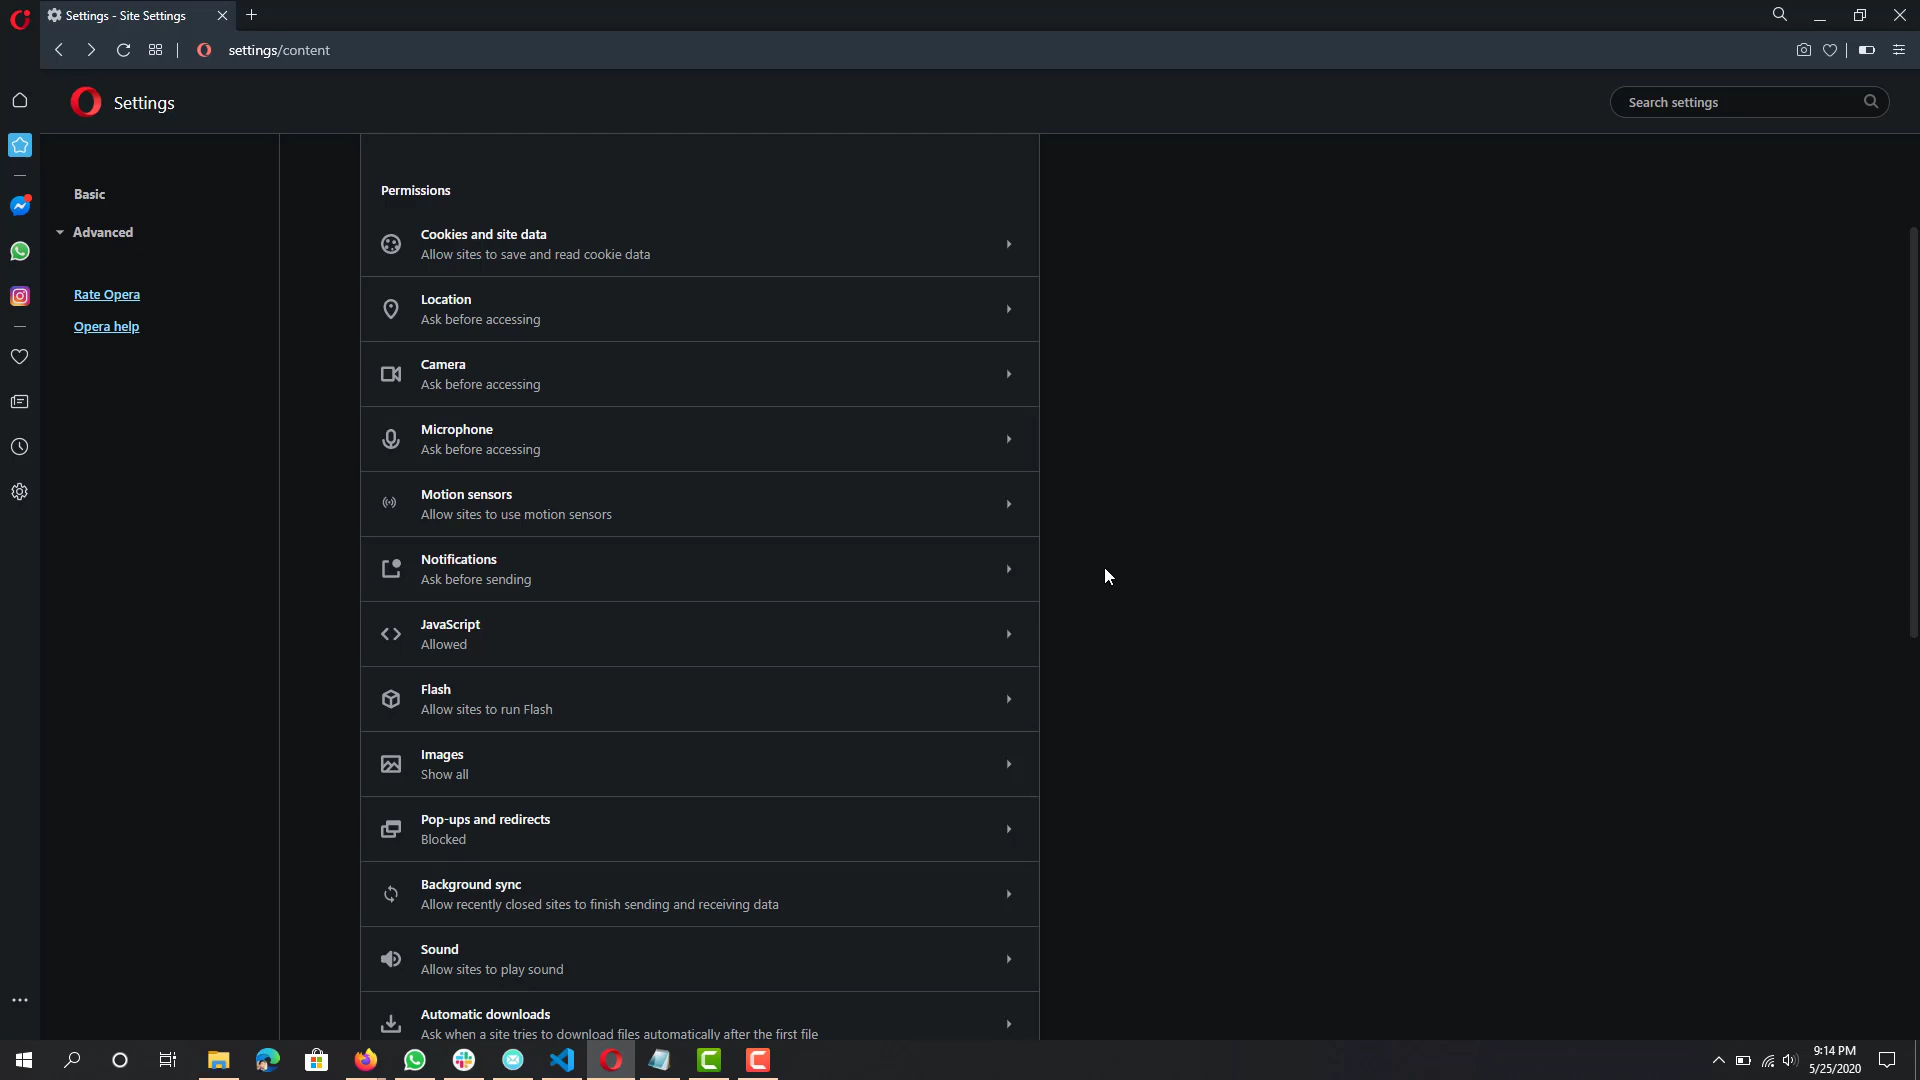 Settings - Site Settings
settings/content
Settings
Search settings
Basic
Advanced
Rate Opera
Opera help
Permissions
Cookies and site data
Allow sites to save and read cookie data
Location
Ask before accessing
Camera
Ask before accessing
Microphone
Ask before accessing
Motion sensors
Allow sites to use motion sensors
Notifications
Ask before sending
JavaScript
Allowed
Flash
Allow sites to run Flash
Images
Show all
Pop-ups and redirects
Blocked
Background sync
Allow recently closed sites to finish sending and receiving data
Sound
Allow sites to play sound
Automatic downloads
Ask when a site tries to download files automatically after the first file
9:14 PM
5/25/2020